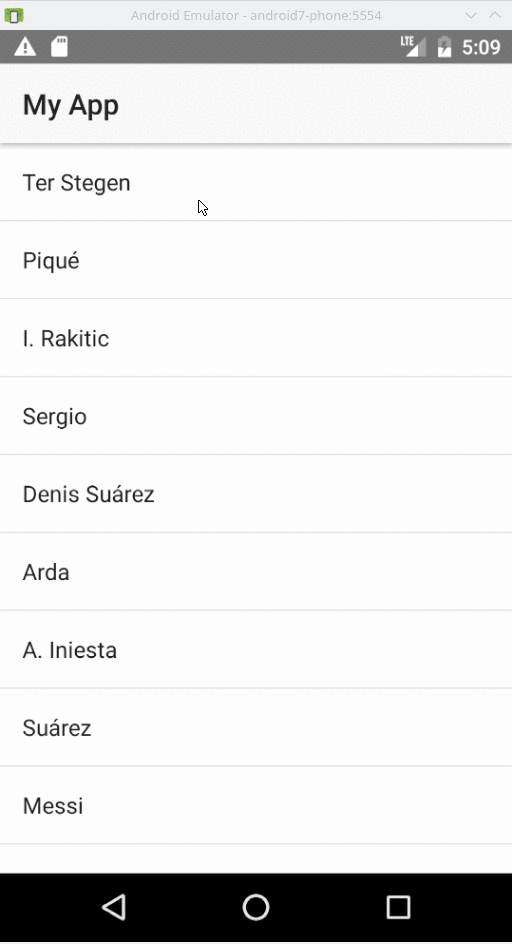 Android Emulator - android7-phone:5554
LTE 5:09
My App
Ter Stegen
Piqué
I. Rakitic
Sergio
Denis Suárez
Arda
A. Iniesta
Suárez
Messi